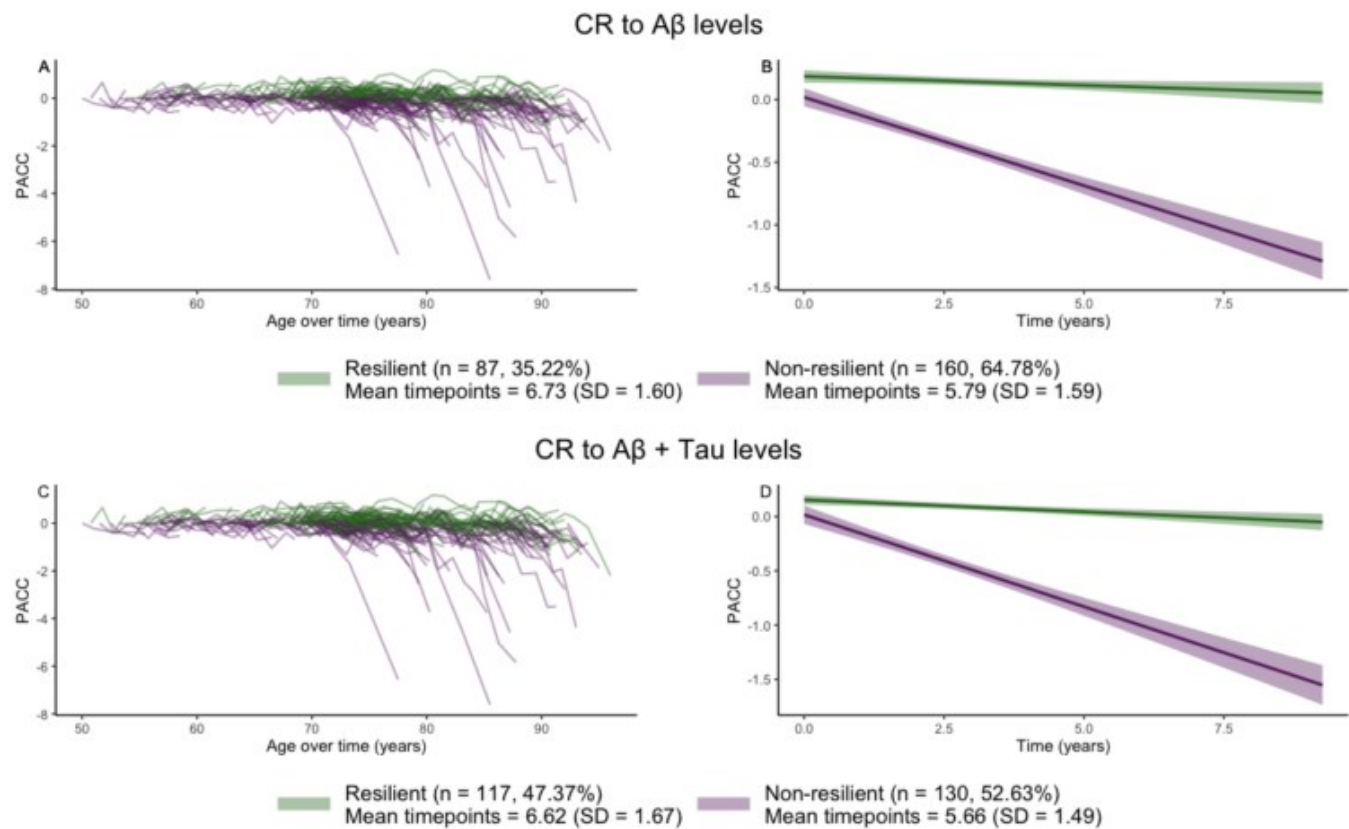 CR to Aβ levels
A
0
-2
-4
-6
-8
PACC
50
60
70
80
90
Age over time (years)
B
0.0
-0.5
-1.0
-1.5
PACC
0.0
2.5
5.0
7.5
Time (years)
Resilient (n = 87, 35.22%)
Mean timepoints = 6.73 (SD = 1.60)
Non-resilient (n = 160, 64.78%)
Mean timepoints = 5.79 (SD = 1.59)
CR to Aβ + Tau levels
C
0
-2
-4
-6
-8
PACC
50
60
70
80
90
Age over time (years)
D
0.0
-0.5
-1.0
-1.5
PACC
0.0
2.5
5.0
7.5
Time (years)
Resilient (n = 117, 47.37%)
Mean timepoints = 6.62 (SD = 1.67)
Non-resilient (n = 130, 52.63%)
Mean timepoints = 5.66 (SD = 1.49)